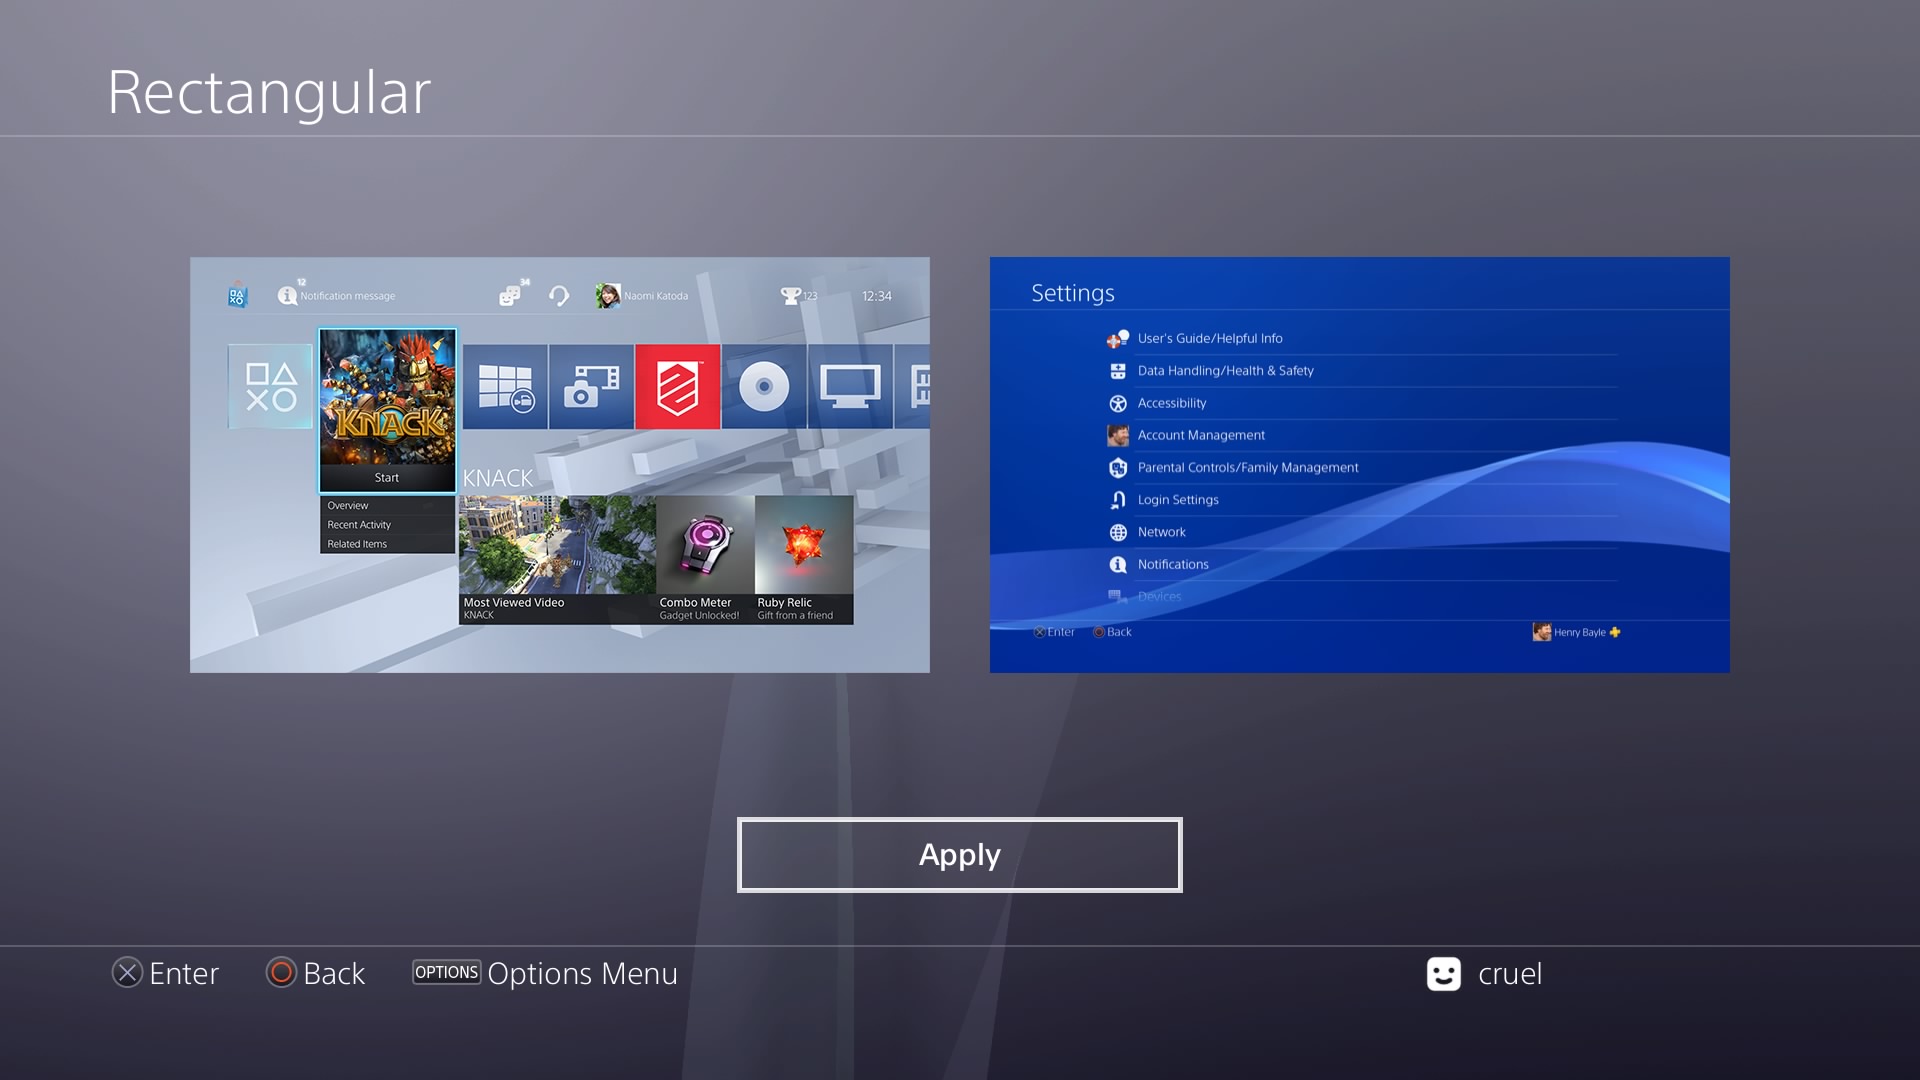 Rectangular
12
Notification message
34
Naomi Katoda
123
12:34
KNACK
Start
Overview
Recent Activity
Related Items
KNACK
Most Viewed Video
KNACK
Combo Meter
Gadget Unlocked!
Ruby Relic
Gift from a friend
Settings
User's Guide/Helpful Info
Data Handling/Health & Safety
Accessibility
Account Management
Parental Controls/Family Management
Login Settings
Network
Notifications
Devices
Enter Back
Henry Bayle
Apply
Enter Back OPTIONS Options Menu
cruel